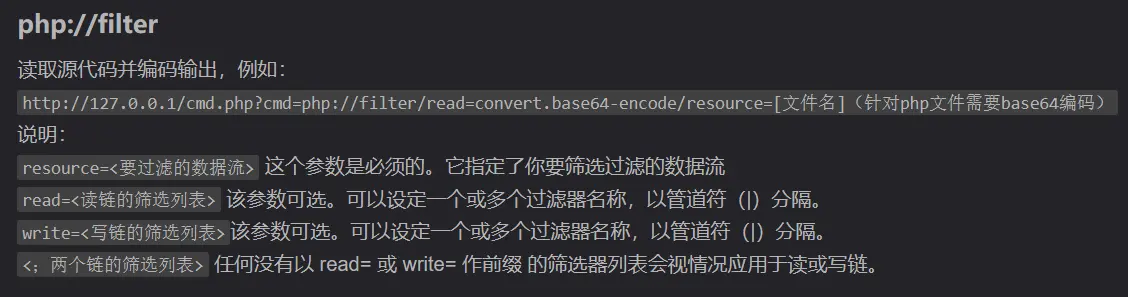 php://filter
读取源代码并编码输出，例如：
http://127.0.0.1/cmd.php?cmd=php://filter/read=convert.base64-encode/resource=[文件名]（针对php文件需要base64编码）
说明：
resource=<要过滤的数据流> 这个参数是必须的。它指定了你要筛选过滤的数据流
read=<读链的筛选列表> 该参数可选。可以设定一个或多个过滤器名称，以管道符（|）分隔。
write=<写链的筛选列表>该参数可选。可以设定一个或多个过滤器名称，以管道符（|）分隔。
<；两个链的筛选列表> 任何没有以 read= 或 write= 作前缀 的筛选器列表会视情况应用于读或写链。